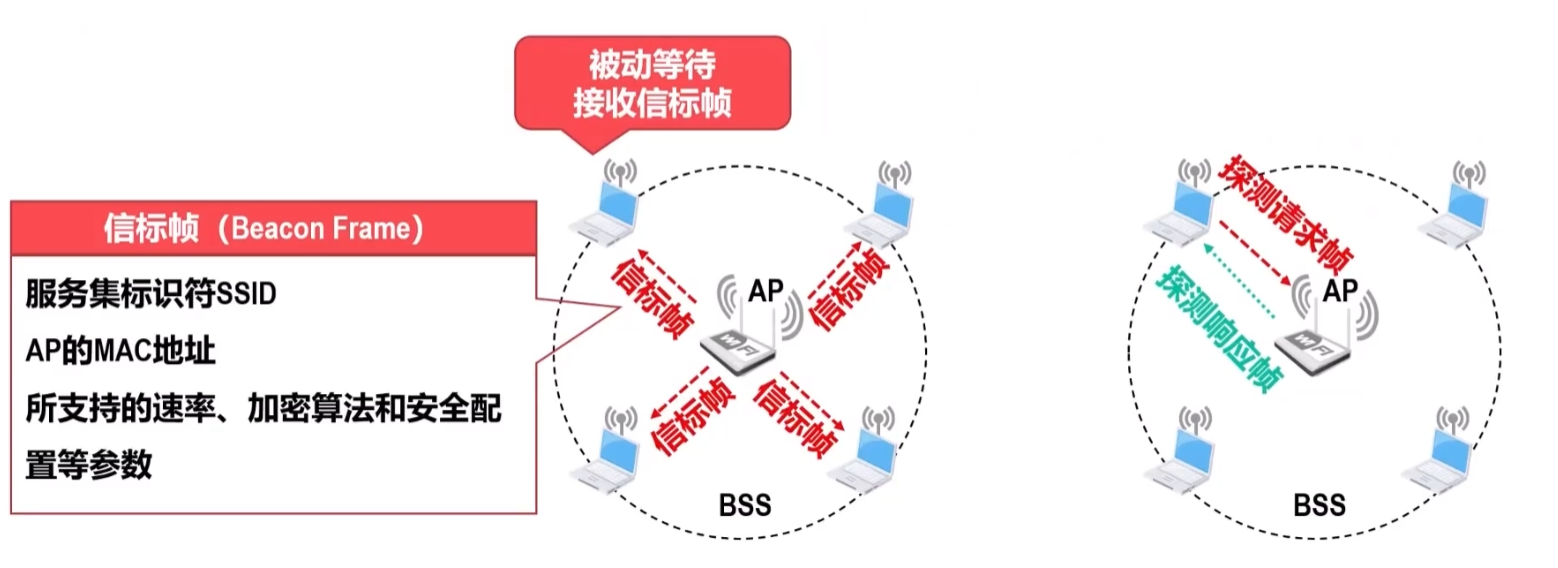 被动等待
接收信标帧
信标帧（Beacon Frame）
服务集标识符SSID
AP的MAC地址
所支持的速率、加密算法和安全配
置等参数
信标帧
信标帧
AP
WiFi
信标帧
信标帧
BSS
探测请求帧
探测响应帧
AP
WiFi
BSS